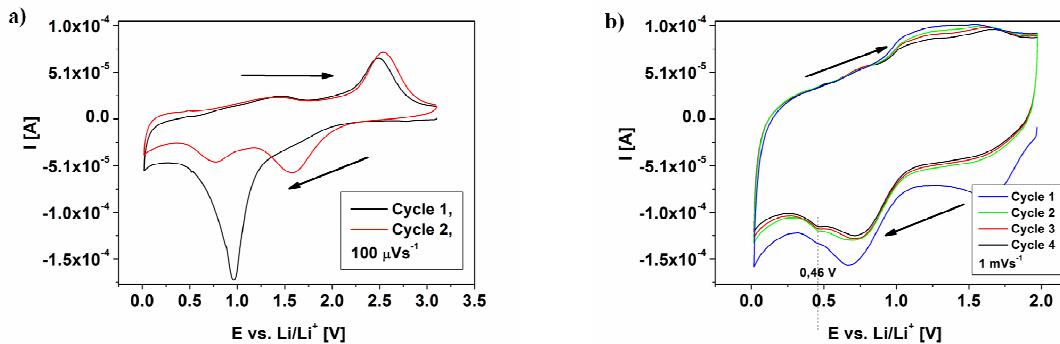 a)
1.0x10⁻⁴
5.1x10⁻⁵
0.0
-5.1x10⁻⁵
-1.0x10⁻⁴
-1.5x10⁻⁴
I [A]
Cycle 1,
Cycle 2,
100 μVs⁻¹
0.0 0.5 1.0 1.5 2.0 2.5 3.0 3.5
E vs. Li/Li⁺ [V]
b)
1.0x10⁻⁴
5.1x10⁻⁵
0.0
-5.1x10⁻⁵
-1.0x10⁻⁴
-1.5x10⁻⁴
I [A]
Cycle 1
Cycle 2
Cycle 3
Cycle 4
1 mVs⁻¹
0,46 V
0.0 0.5 1.0 1.5 2.0
E vs. Li/Li⁺ [V]